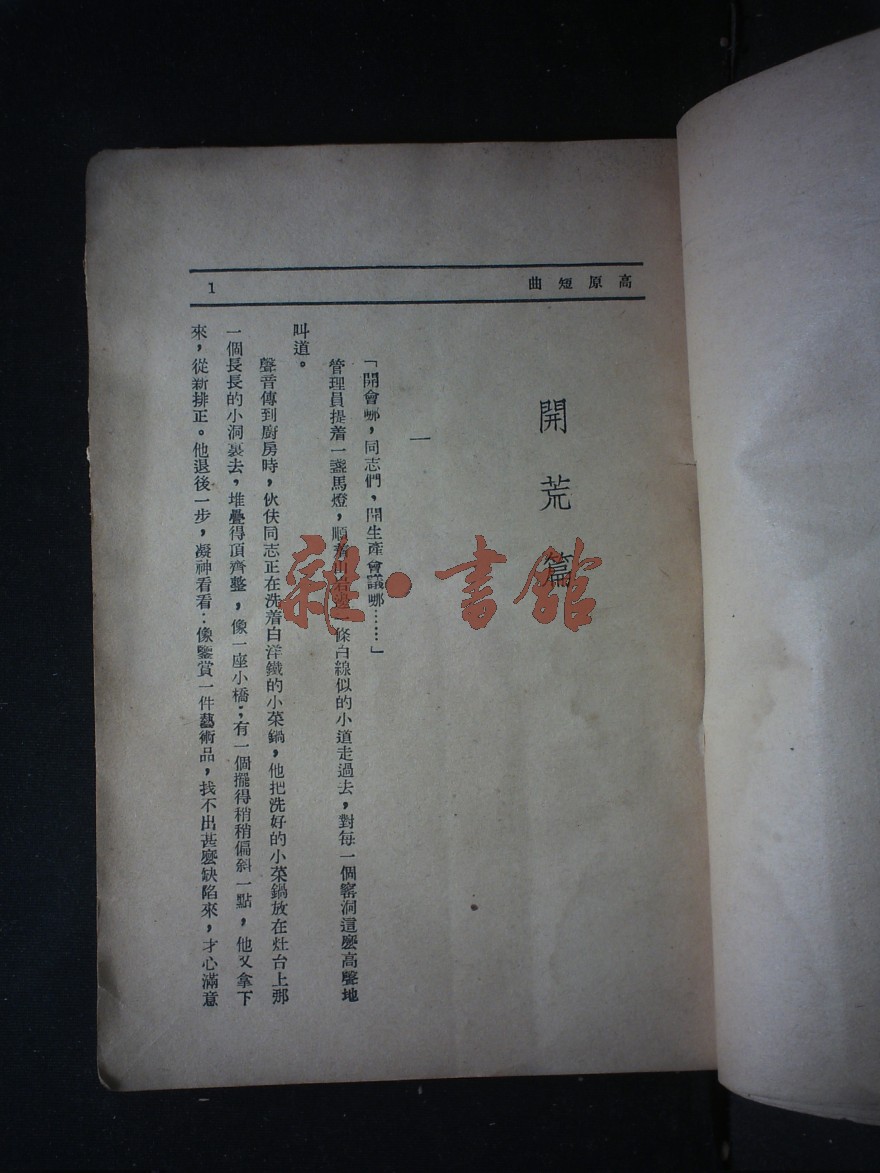 高原短曲
1
開荒篇
一
「開會哪，同志們，開生產會議哪……」
管理員提着一盞馬燈，順着山沿邊一條白線似的小道走過去，對每一個窰洞這麽高聲地
叫道。
聲音傳到廚房時，伙伕同志正在洗着白洋鐵的小菜鍋，他把洗好的小菜鍋放在灶台上那
一個長長的小洞裏去，堆疊得頂齊整，像一座小橋；有一個擺得稍稍偏斜一點，他又拿下
來，從新排正。他退後一步，凝神看看：像鑒賞一件藝術品，找不出甚麽缺陷來，才心滿意
雜·書館